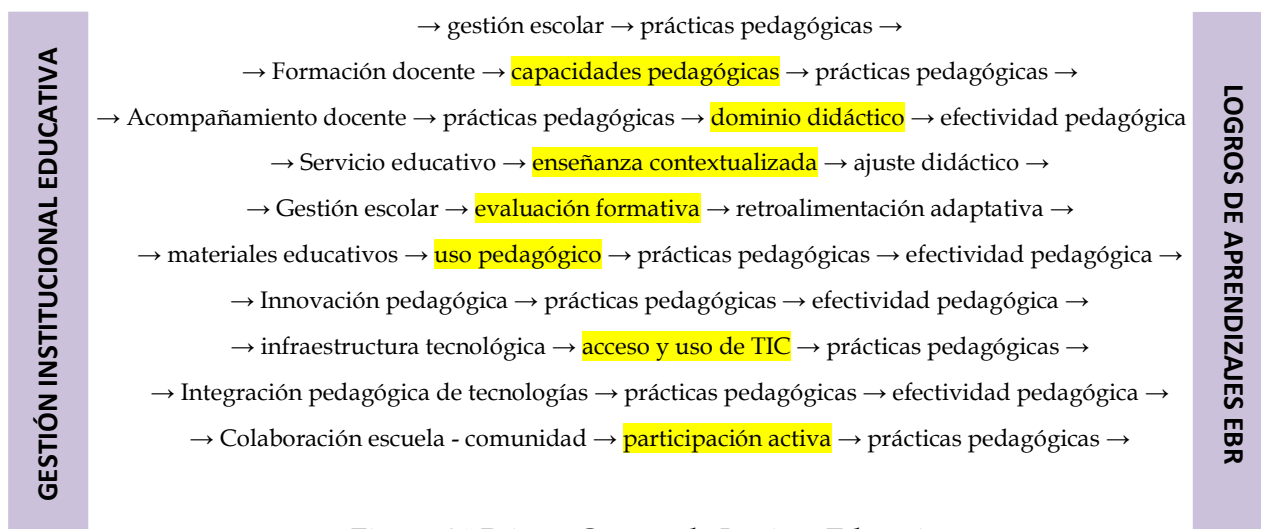 GESTIÓN INSTITUCIONAL EDUCATIVA
→ gestión escolar → prácticas pedagógicas →
→ Formación docente → capacidades pedagógicas → prácticas pedagógicas →
→ Acompañamiento docente → prácticas pedagógicas → dominio didáctico → efectividad pedagógica
→ Servicio educativo → enseñanza contextualizada → ajuste didáctico →
→ Gestión escolar → evaluación formativa → retroalimentación adaptativa →
→ materiales educativos → uso pedagógico → prácticas pedagógicas → efectividad pedagógica →
→ Innovación pedagógica → prácticas pedagógicas → efectividad pedagógica →
→ infraestructura tecnológica → acceso y uso de TIC → prácticas pedagógicas →
→ Integración pedagógica de tecnologías → prácticas pedagógicas → efectividad pedagógica →
→ Colaboración escuela - comunidad → participación activa → prácticas pedagógicas →
LOGROS DE APRENDIZAJES EBR